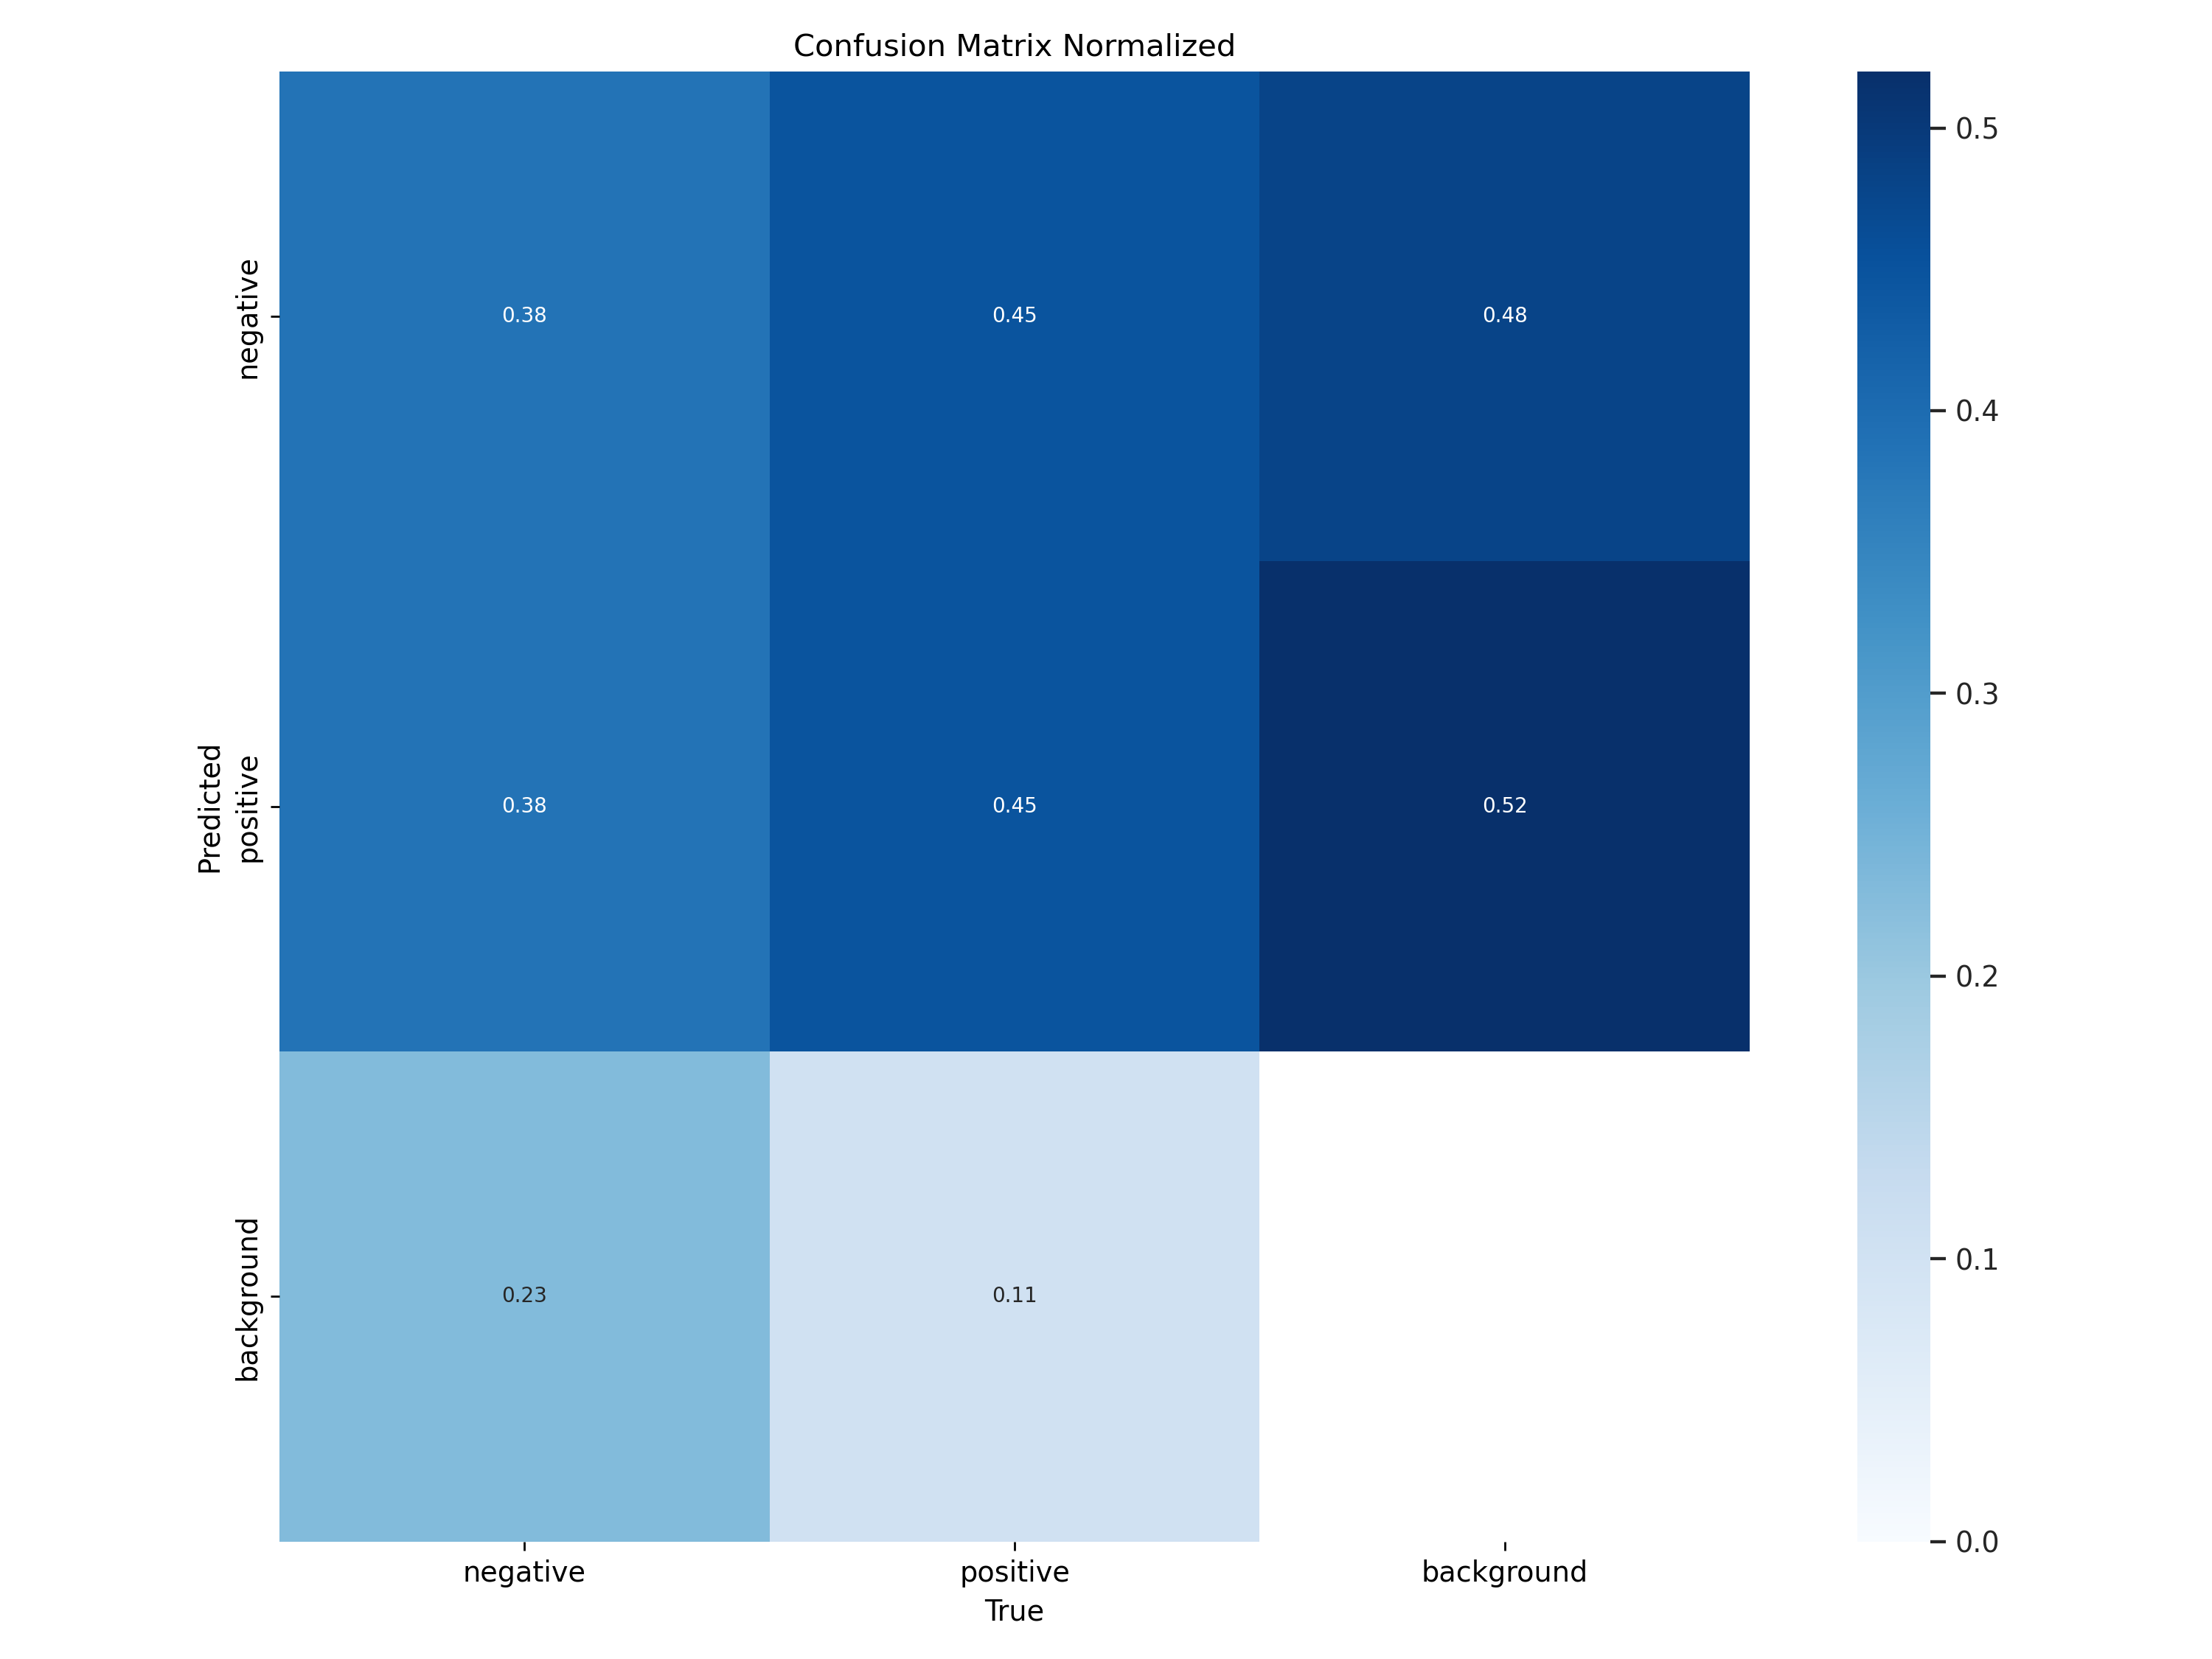 Confusion Matrix Normalized
negative
0.38
0.45
0.48
Predicted
positive
0.38
0.45
0.52
background
0.23
0.11
negative
positive
background
True
0.5
0.4
0.3
0.2
0.1
0.0